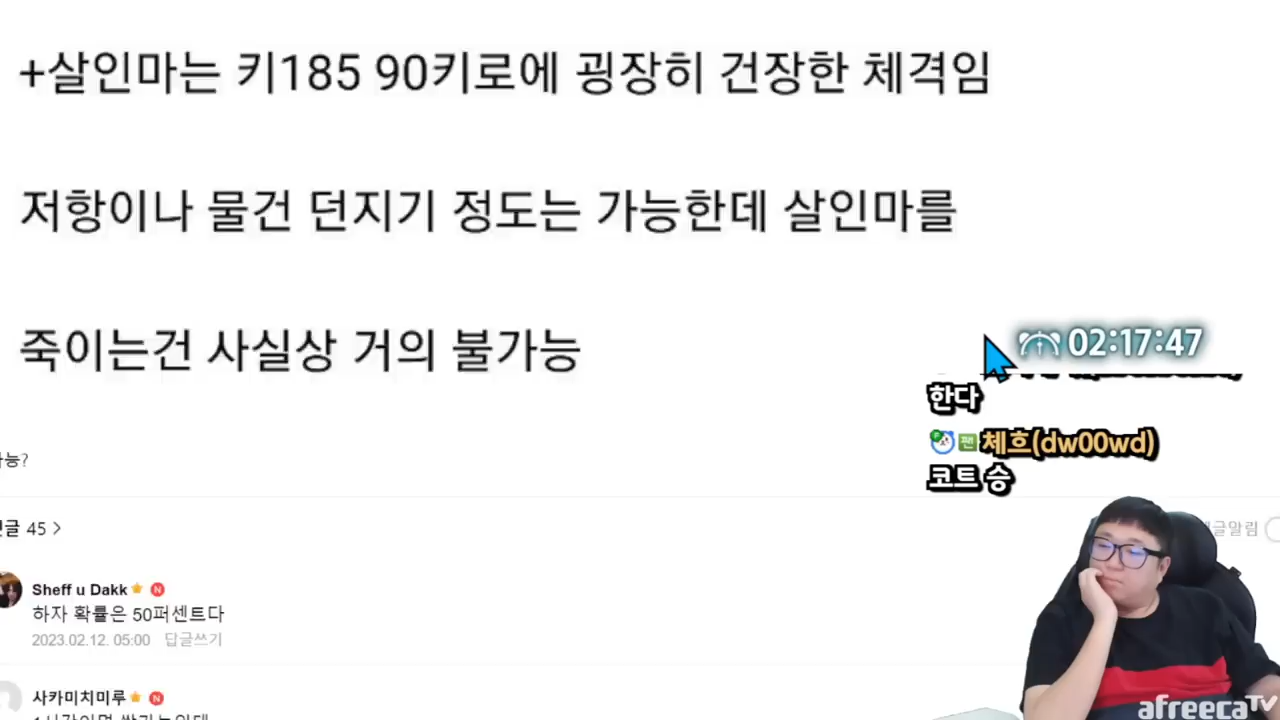 +살인마는 키185 90키로에 굉장히 건장한 체격임
저항이나 물건 던지기 정도는 가능한데 살인마를
죽이는건 사실상 거의 불가능
02:17:47
한다
팬 체흐(dw00wd)
코트 승
능?
글 45
글알림
Sheff u Dakk N
하자 확률은 50퍼센트다
2023.02.12. 05:00 답글쓰기
사카미치미루 N
afreecaTV